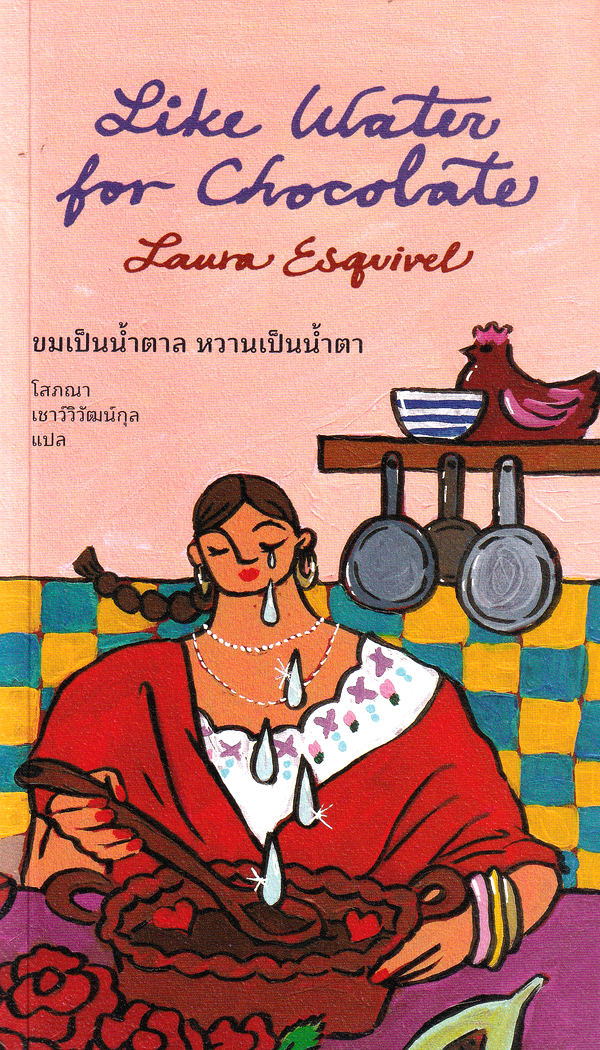 Like Water
for Chocolate
Laura Esquivel
ขมเป็นน้ำตาล หวานเป็นน้ำตา
โสภณา
เชาว์วิวัฒน์กุล
แปล